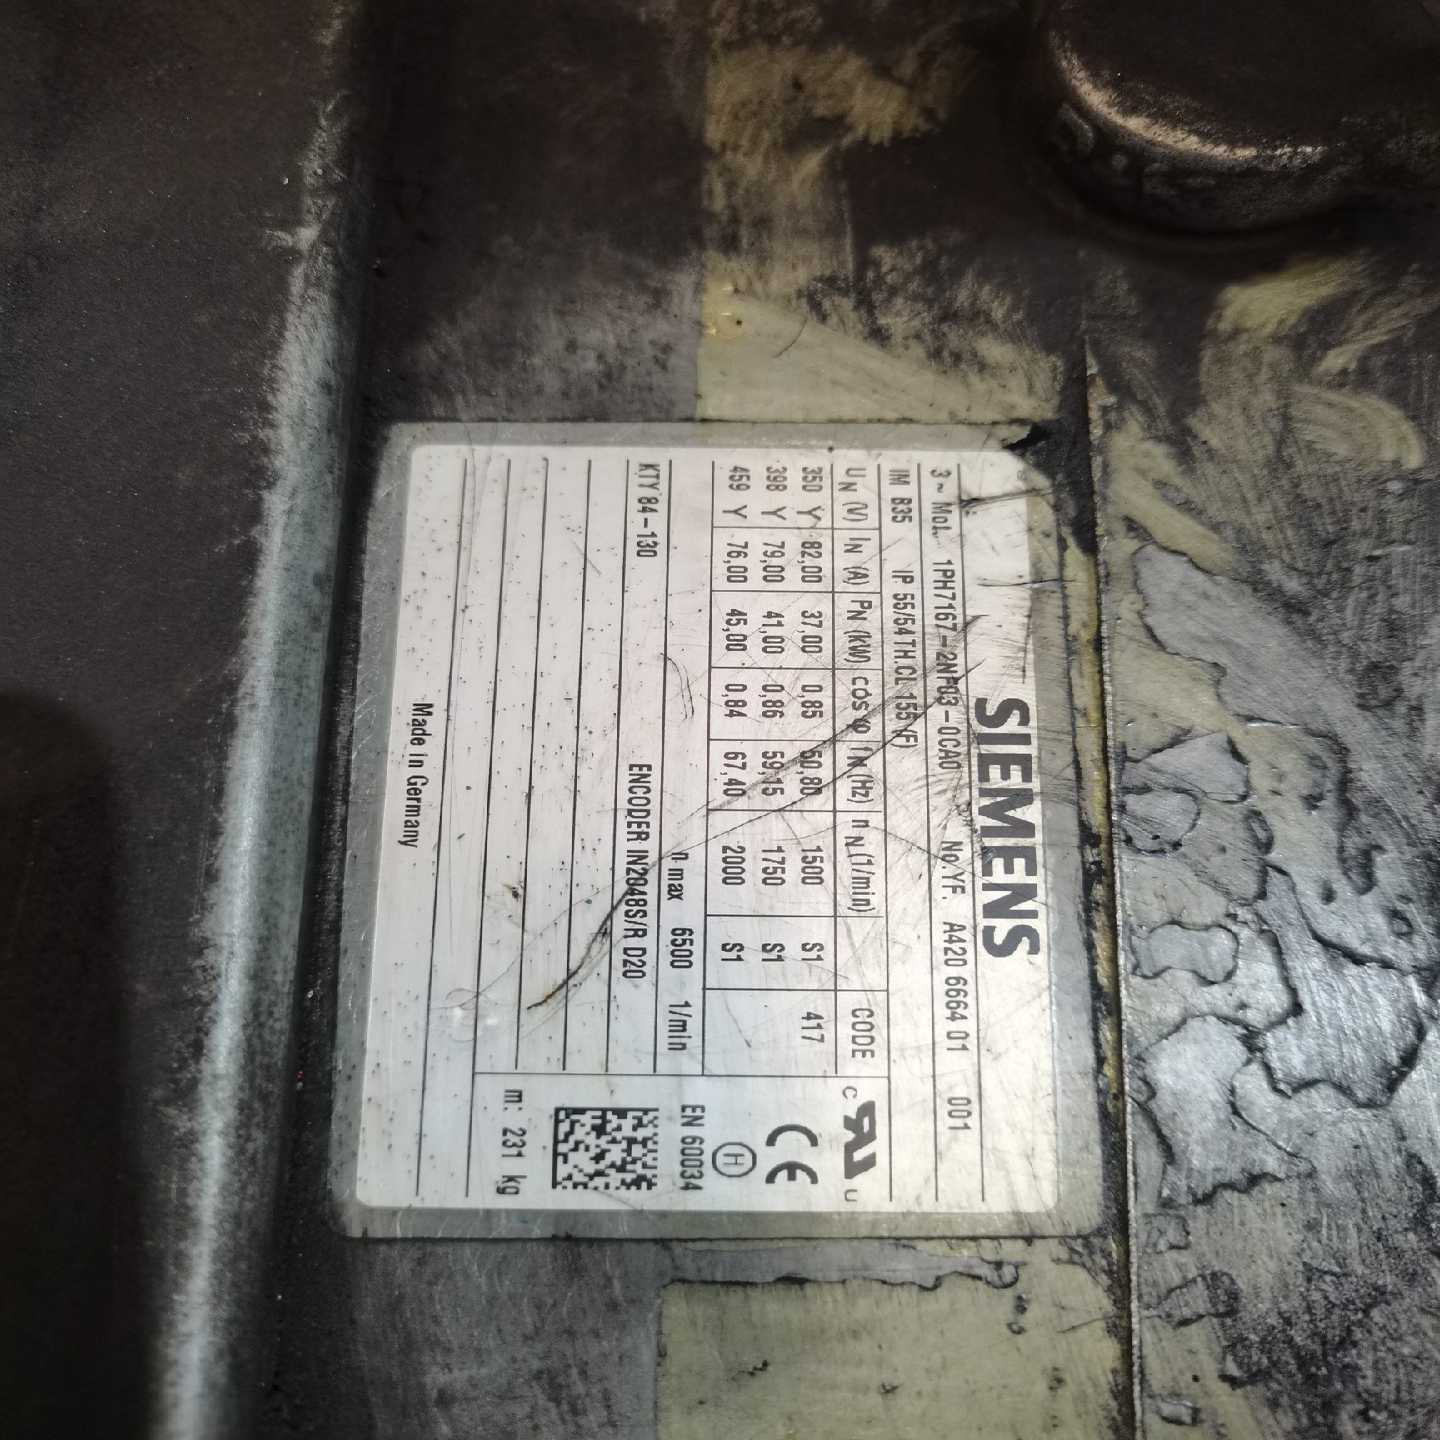 SIEMENS
3~ Mot. 1PH7167-2NF03-0CA0 No.YF. A420 6664 01 001
IM B35 IP 55/54 TH.CL 155 (F)
UN (V) IN (A) PN (kW) cos φ fN (Hz) nN (1/min) CODE
350 Y 82,00 37,00 0,85 50,80 1500 S1 417
398 Y 79,00 41,00 0,86 59,15 1750 S1
459 Y 76,00 45,00 0,84 67,40 2000 S1
n max 6500 1/min
KTY 84-130 ENCODER IN2048S/R D20
c RU us
CE
H
EN 60034
m: 231 kg
Made in Germany